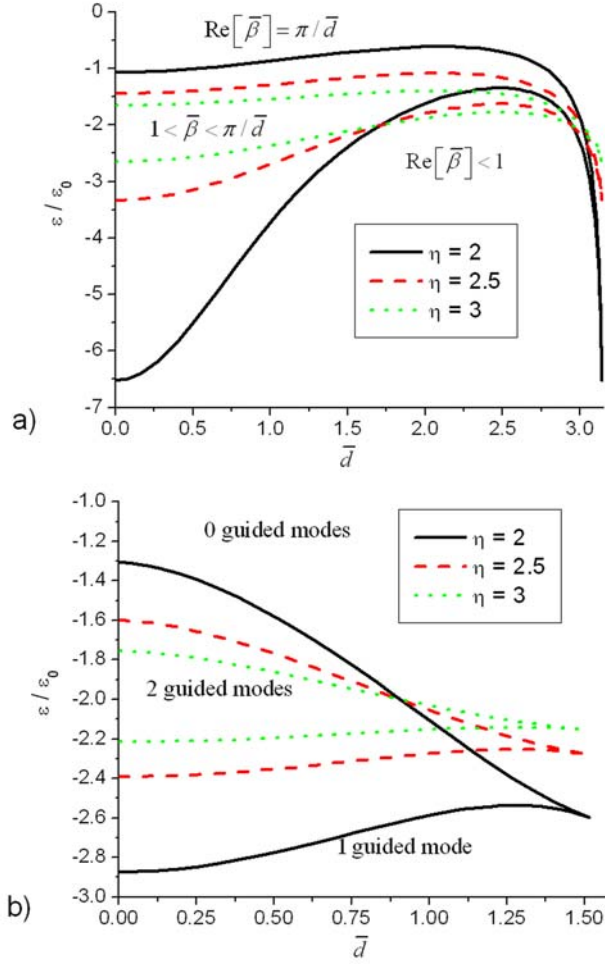 0
-1
-2
-3
-4
-5
-6
-7
ε / ε₀
Re[β̄] = π/d̄
1 < β̄ < π/d̄
Re[β̄] < 1
η = 2
η = 2.5
η = 3
0.0 0.5 1.0 1.5 2.0 2.5 3.0
d̄
a)
-1.0
-1.2
-1.4
-1.6
-1.8
-2.0
-2.2
-2.4
-2.6
-2.8
-3.0
ε / ε₀
0 guided modes
2 guided modes
1 guided mode
η = 2
η = 2.5
η = 3
0.00 0.25 0.50 0.75 1.00 1.25 1.50
d̄
b)